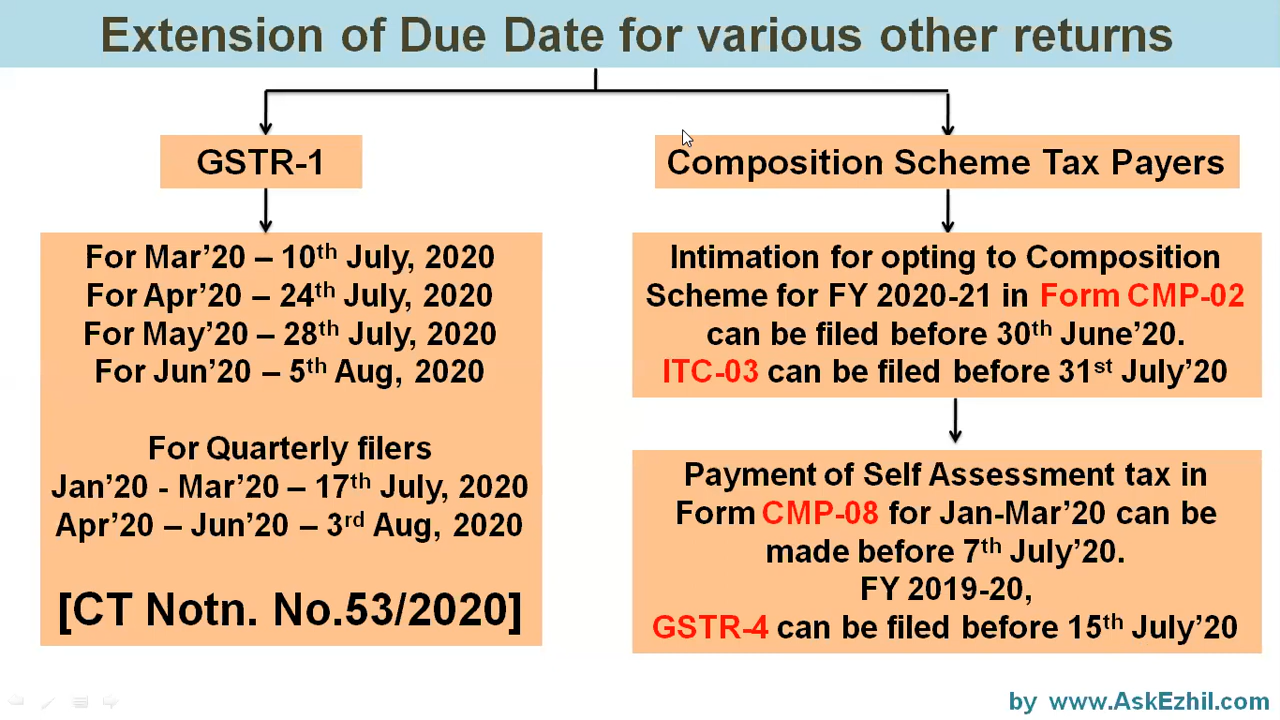 Extension of Due Date for various other returns
GSTR-1
For Mar’20 – 10th July, 2020
For Apr’20 – 24th July, 2020
For May’20 – 28th July, 2020
For Jun’20 – 5th Aug, 2020
For Quarterly filers
Jan’20 - Mar’20 – 17th July, 2020
Apr’20 – Jun’20 – 3rd Aug, 2020
[CT Notn. No.53/2020]
Composition Scheme Tax Payers
Intimation for opting to Composition
Scheme for FY 2020-21 in Form CMP-02
can be filed before 30th June’20.
ITC-03 can be filed before 31st July’20
Payment of Self Assessment tax in
Form CMP-08 for Jan-Mar’20 can be
made before 7th July’20.
FY 2019-20,
GSTR-4 can be filed before 15th July’20
by www.AskEzhil.com